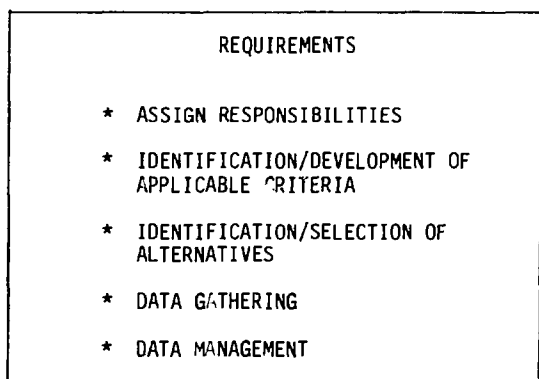 REQUIREMENTS
* ASSIGN RESPONSIBILITIES
* IDENTIFICATION/DEVELOPMENT OF
APPLICABLE CRITERIA
* IDENTIFICATION/SELECTION OF
ALTERNATIVES
* DATA GATHERING
* DATA MANAGEMENT